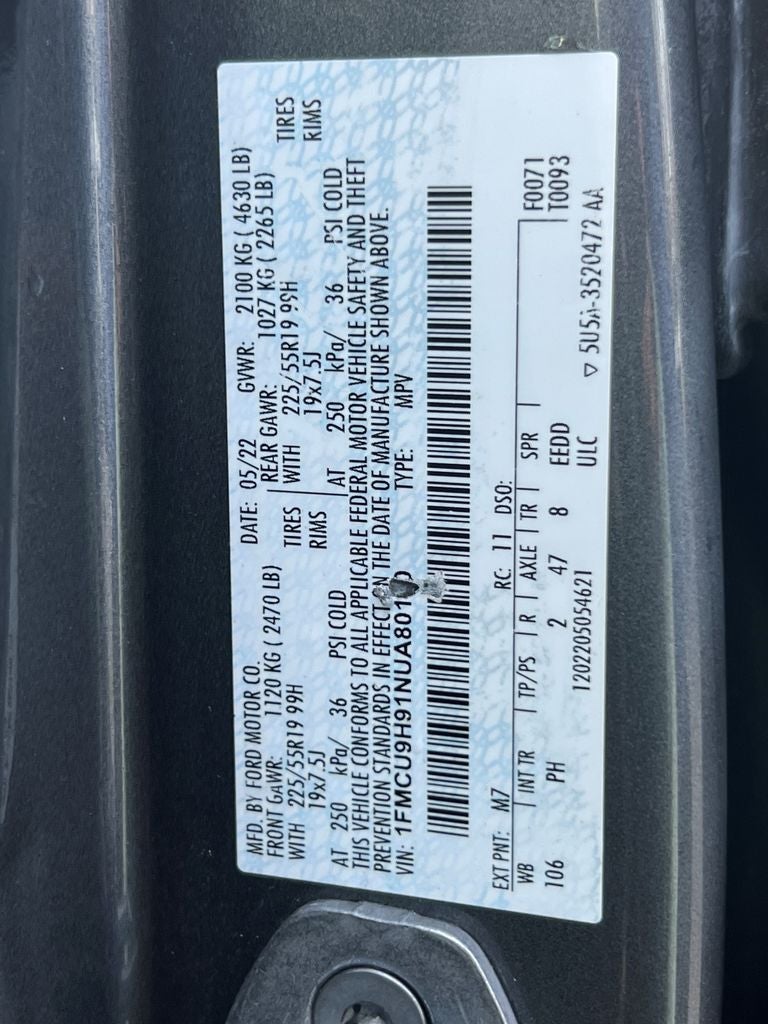 MFD. BY FORD MOTOR CO. DATE: 05/22 GVWR: 2100 KG ( 4630 LB)
FRONT GAWR: 1120 KG ( 2470 LB) REAR GAWR: 1027 KG ( 2265 LB)
WITH 225/55R19 99H TIRES WITH 225/55R19 99H TIRES
19x7.5J RIMS 19x7.5J RIMS
AT 250 kPa/ 36 PSI COLD AT 250 kPa/ 36 PSI COLD
THIS VEHICLE CONFORMS TO ALL APPLICABLE FEDERAL MOTOR VEHICLE SAFETY AND THEFT
PREVENTION STANDARDS IN EFFECT ON THE DATE OF MANUFACTURE SHOWN ABOVE.
VIN: TYPE: MPV
EXT PNT: M7 RC: 11 DSO:
WB INT TR TP/PS R AXLE TR SPR F0071
106 PH 2 47 8 EEDD T0093
1202205054621 ULC ▽ 5U5A-3520472 AA